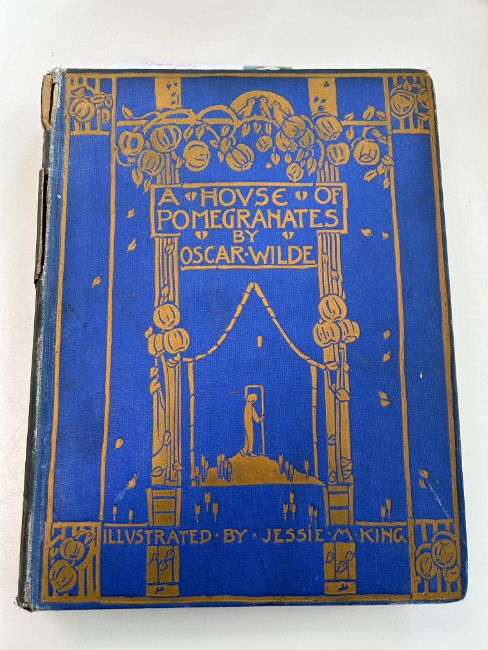 A HOVSE OF
POMEGRANATES
BY
OSCAR·WILDE
ILLUSTRATED·BY·JESSIE·M·KING